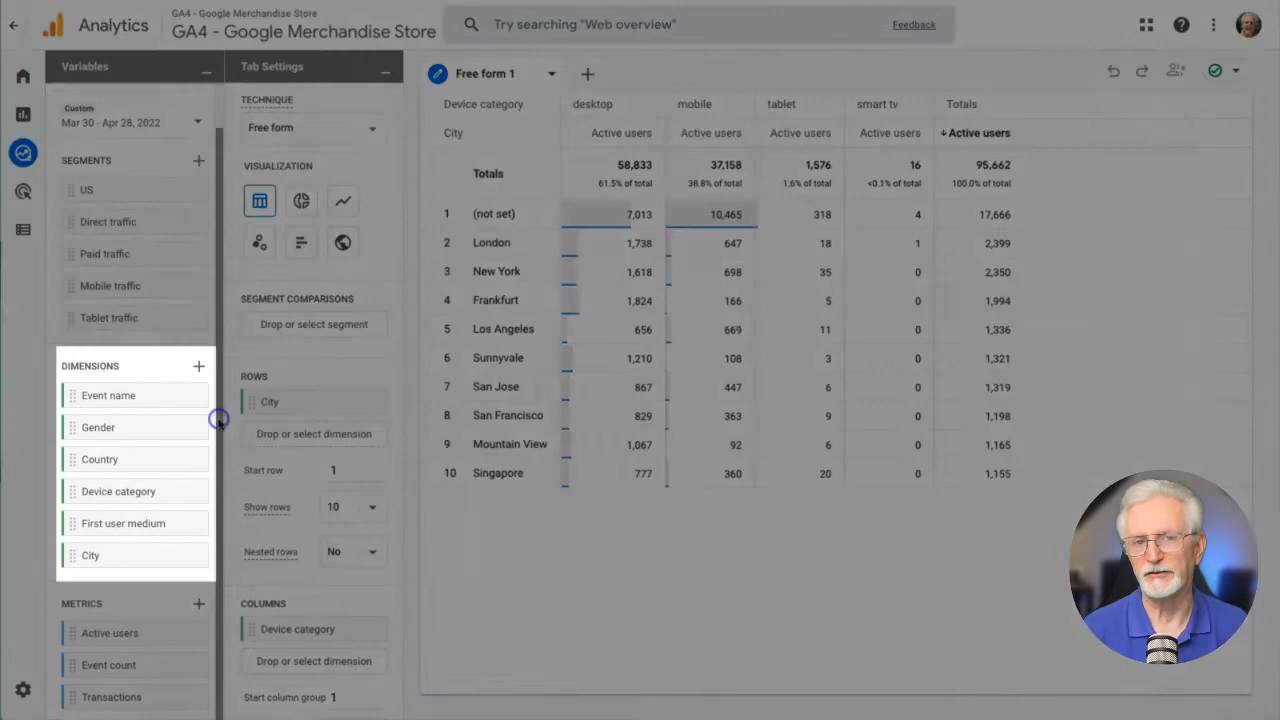 Analytics
GA4 - Google Merchandise Store
GA4 - Google Merchandise Store
Try searching "Web overview"
Feedback
Variables
Custom
Mar 30 - Apr 28, 2022
SEGMENTS
US
Direct traffic
Paid traffic
Mobile traffic
Tablet traffic
DIMENSIONS
Event name
Gender
Country
Device category
First user medium
City
METRICS
Active users
Event count
Transactions
Tab Settings
TECHNIQUE
Free form
VISUALIZATION
SEGMENT COMPARISONS
Drop or select segment
ROWS
City
Drop or select dimension
Start row 1
Show rows 10
Nested rows No
COLUMNS
Device category
Drop or select dimension
Start column group 1
Free form 1
Device category desktop mobile tablet smart tv Totals
City Active users Active users Active users Active users ↓Active users
Totals 58,833 37,158 1,576 16 95,662
61.5% of total 38.8% of total 1.6% of total <0.1% of total 100.0% of total
1 (not set) 7,013 10,465 318 4 17,666
2 London 1,738 647 18 1 2,399
3 New York 1,618 698 35 0 2,350
4 Frankfurt 1,824 166 5 0 1,994
5 Los Angeles 656 669 11 0 1,336
6 Sunnyvale 1,210 108 3 0 1,321
7 San Jose 867 447 6 0 1,319
8 San Francisco 829 363 9 0 1,198
9 Mountain View 1,067 92 6 0 1,165
10 Singapore 777 360 20 0 1,155